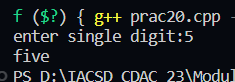 f ($?) { g++ prac20.cpp -
enter single digit:5
five
PS D:\IACSD CDAC 23\Modul